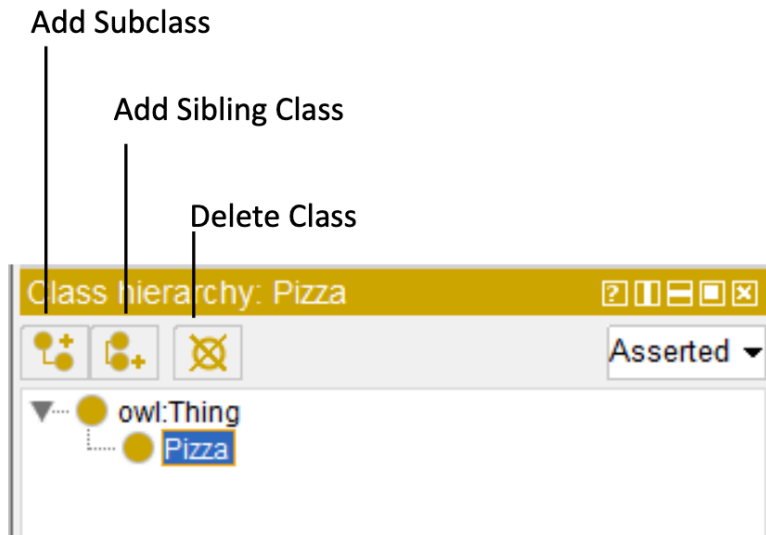 Add Subclass
Add Sibling Class
Delete Class
Class hierarchy: Pizza
Asserted
owl:Thing
Pizza